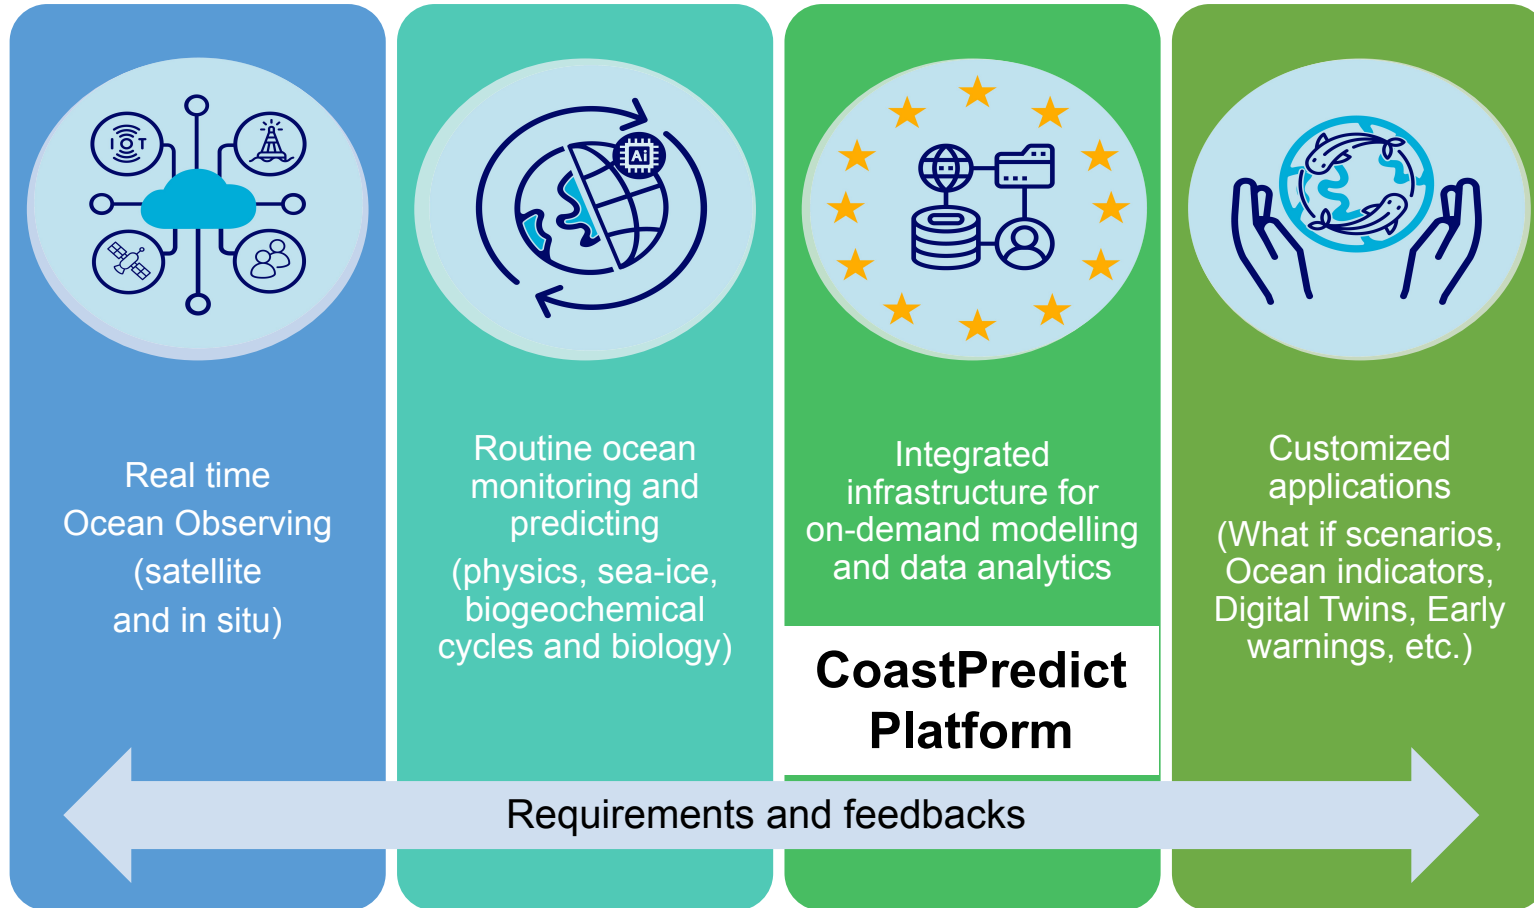 I O T
Ai
Real time
Ocean Observing
(satellite
and in situ)
Routine ocean
monitoring and
predicting
(physics, sea-ice,
biogeochemical
cycles and biology)
Integrated
infrastructure for
on-demand modelling
and data analytics
CoastPredict
Platform
Customized
applications
(What if scenarios,
Ocean indicators,
Digital Twins, Early
warnings, etc.)
Requirements and feedbacks